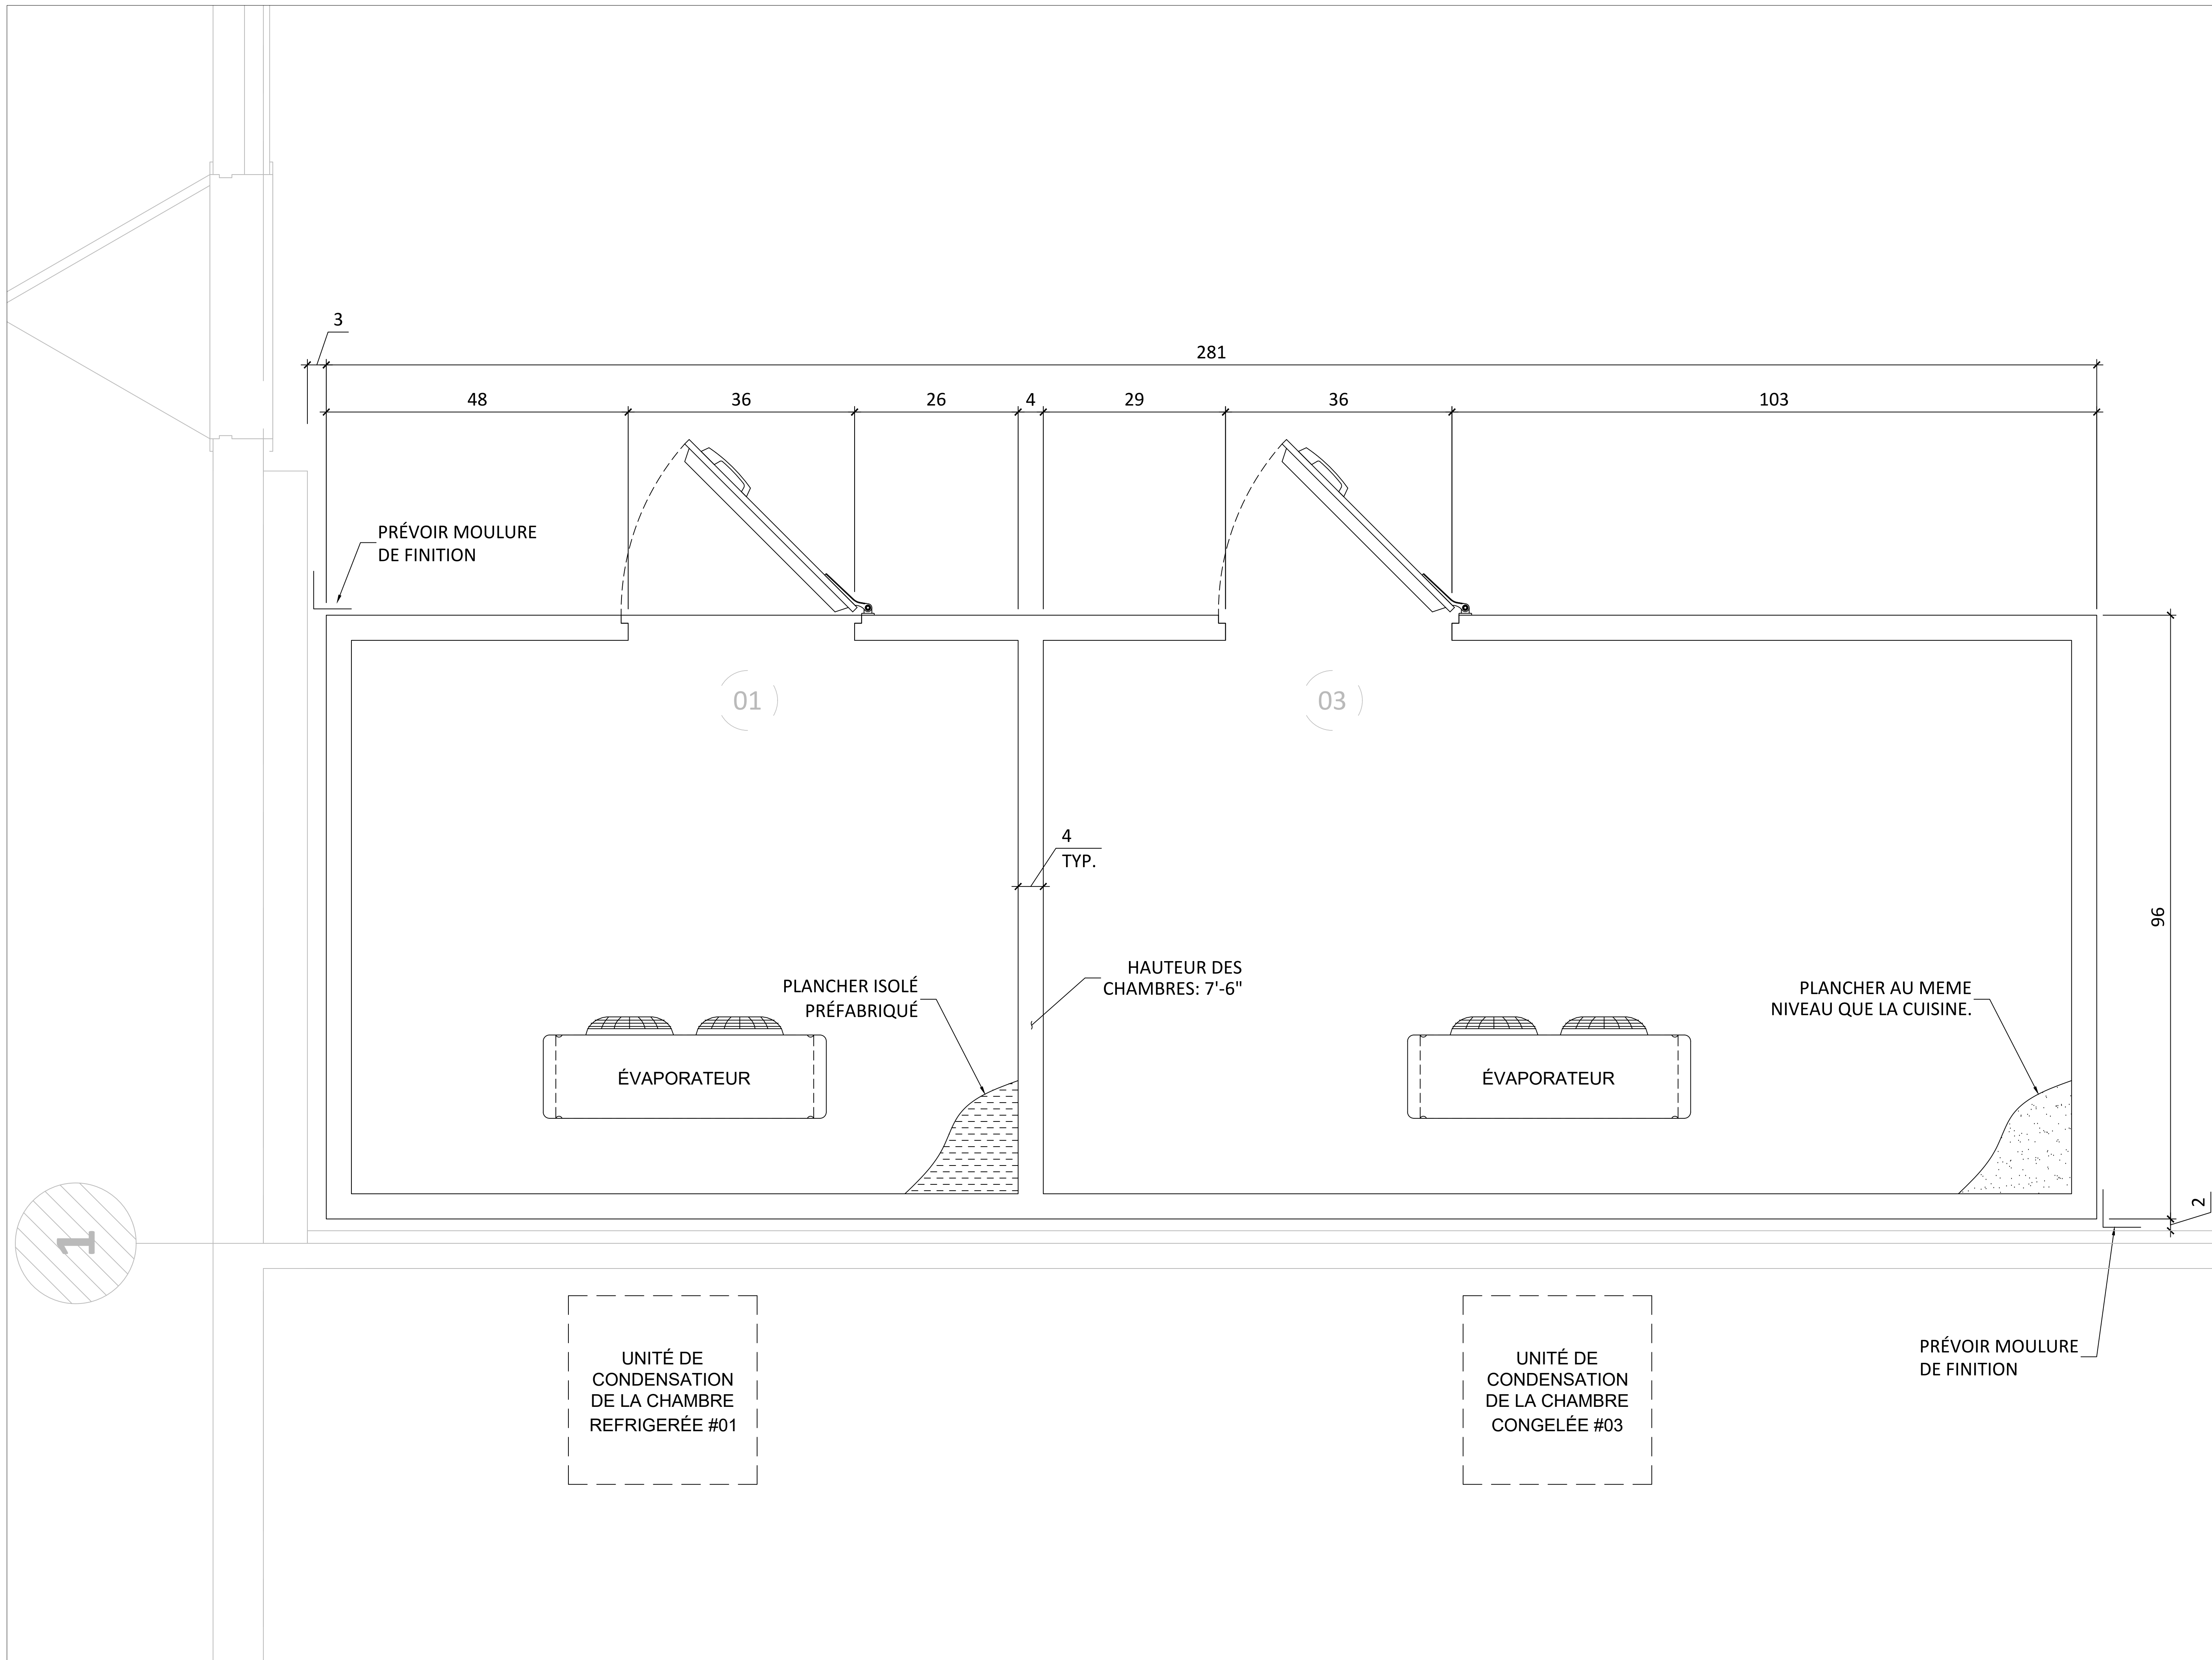 3
281
48
36
26
4
29
36
103
PRÉVOIR MOULURE
DE FINITION
01
03
4
TYP.
96
HAUTEUR DES
CHAMBRES: 7'-6"
PLANCHER ISOLÉ
PRÉFABRIQUÉ
PLANCHER AU MEME
NIVEAU QUE LA CUISINE.
ÉVAPORATEUR
ÉVAPORATEUR
2
1
UNITÉ DE
CONDENSATION
DE LA CHAMBRE
REFRIGERÉE #01
UNITÉ DE
CONDENSATION
DE LA CHAMBRE
CONGELÉE #03
PRÉVOIR MOULURE
DE FINITION